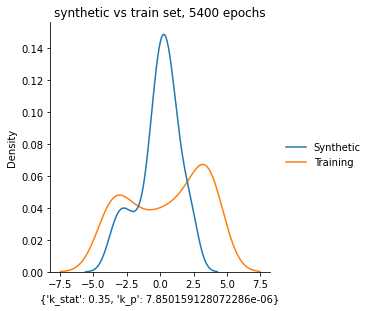 synthetic vs train set, 5400 epochs
Density
0.14
0.12
0.10
0.08
0.06
0.04
0.02
0.00
−7.5 −5.0 −2.5 0.0 2.5 5.0 7.5
{'k_stat': 0.35, 'k_p': 7.850159128072286e-06}
Synthetic
Training